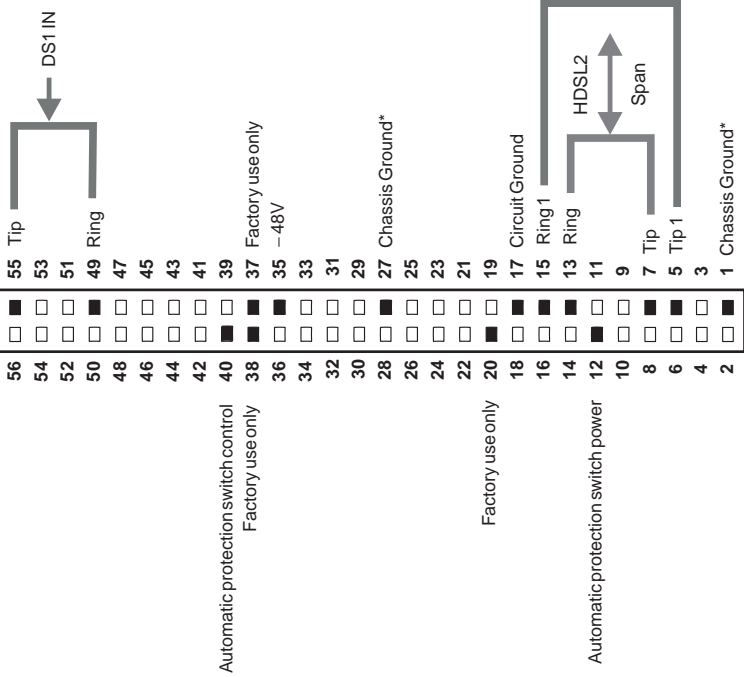 56 55 Tip
54 53
DS1 IN
52 51
50 49 Ring
48 47
46 45
44 43
42 41
Automatic protection switch control 40 39
Factory use only 38 37 Factory use only
36 35 – 48V
34 33
32 31
30 29
28 27 Chassis Ground*
26 25
24 23
22 21
Factory use only 20 19
18 17 Circuit Ground
16 15 Ring 1
14 13 Ring
HDSL2
Span
Automatic protection switch power 12 11
10 9
8 7 Tip
6 5 Tip 1
4 3
2 1 Chassis Ground*